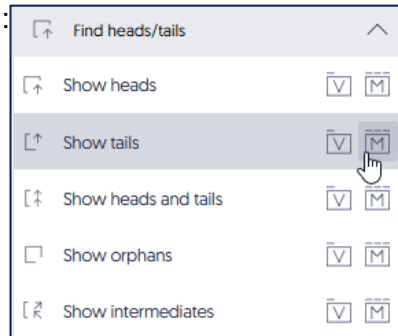 :
Find heads/tails
Show heads V M
Show tails V M
Show heads and tails V M
Show orphans V M
Show intermediates V M